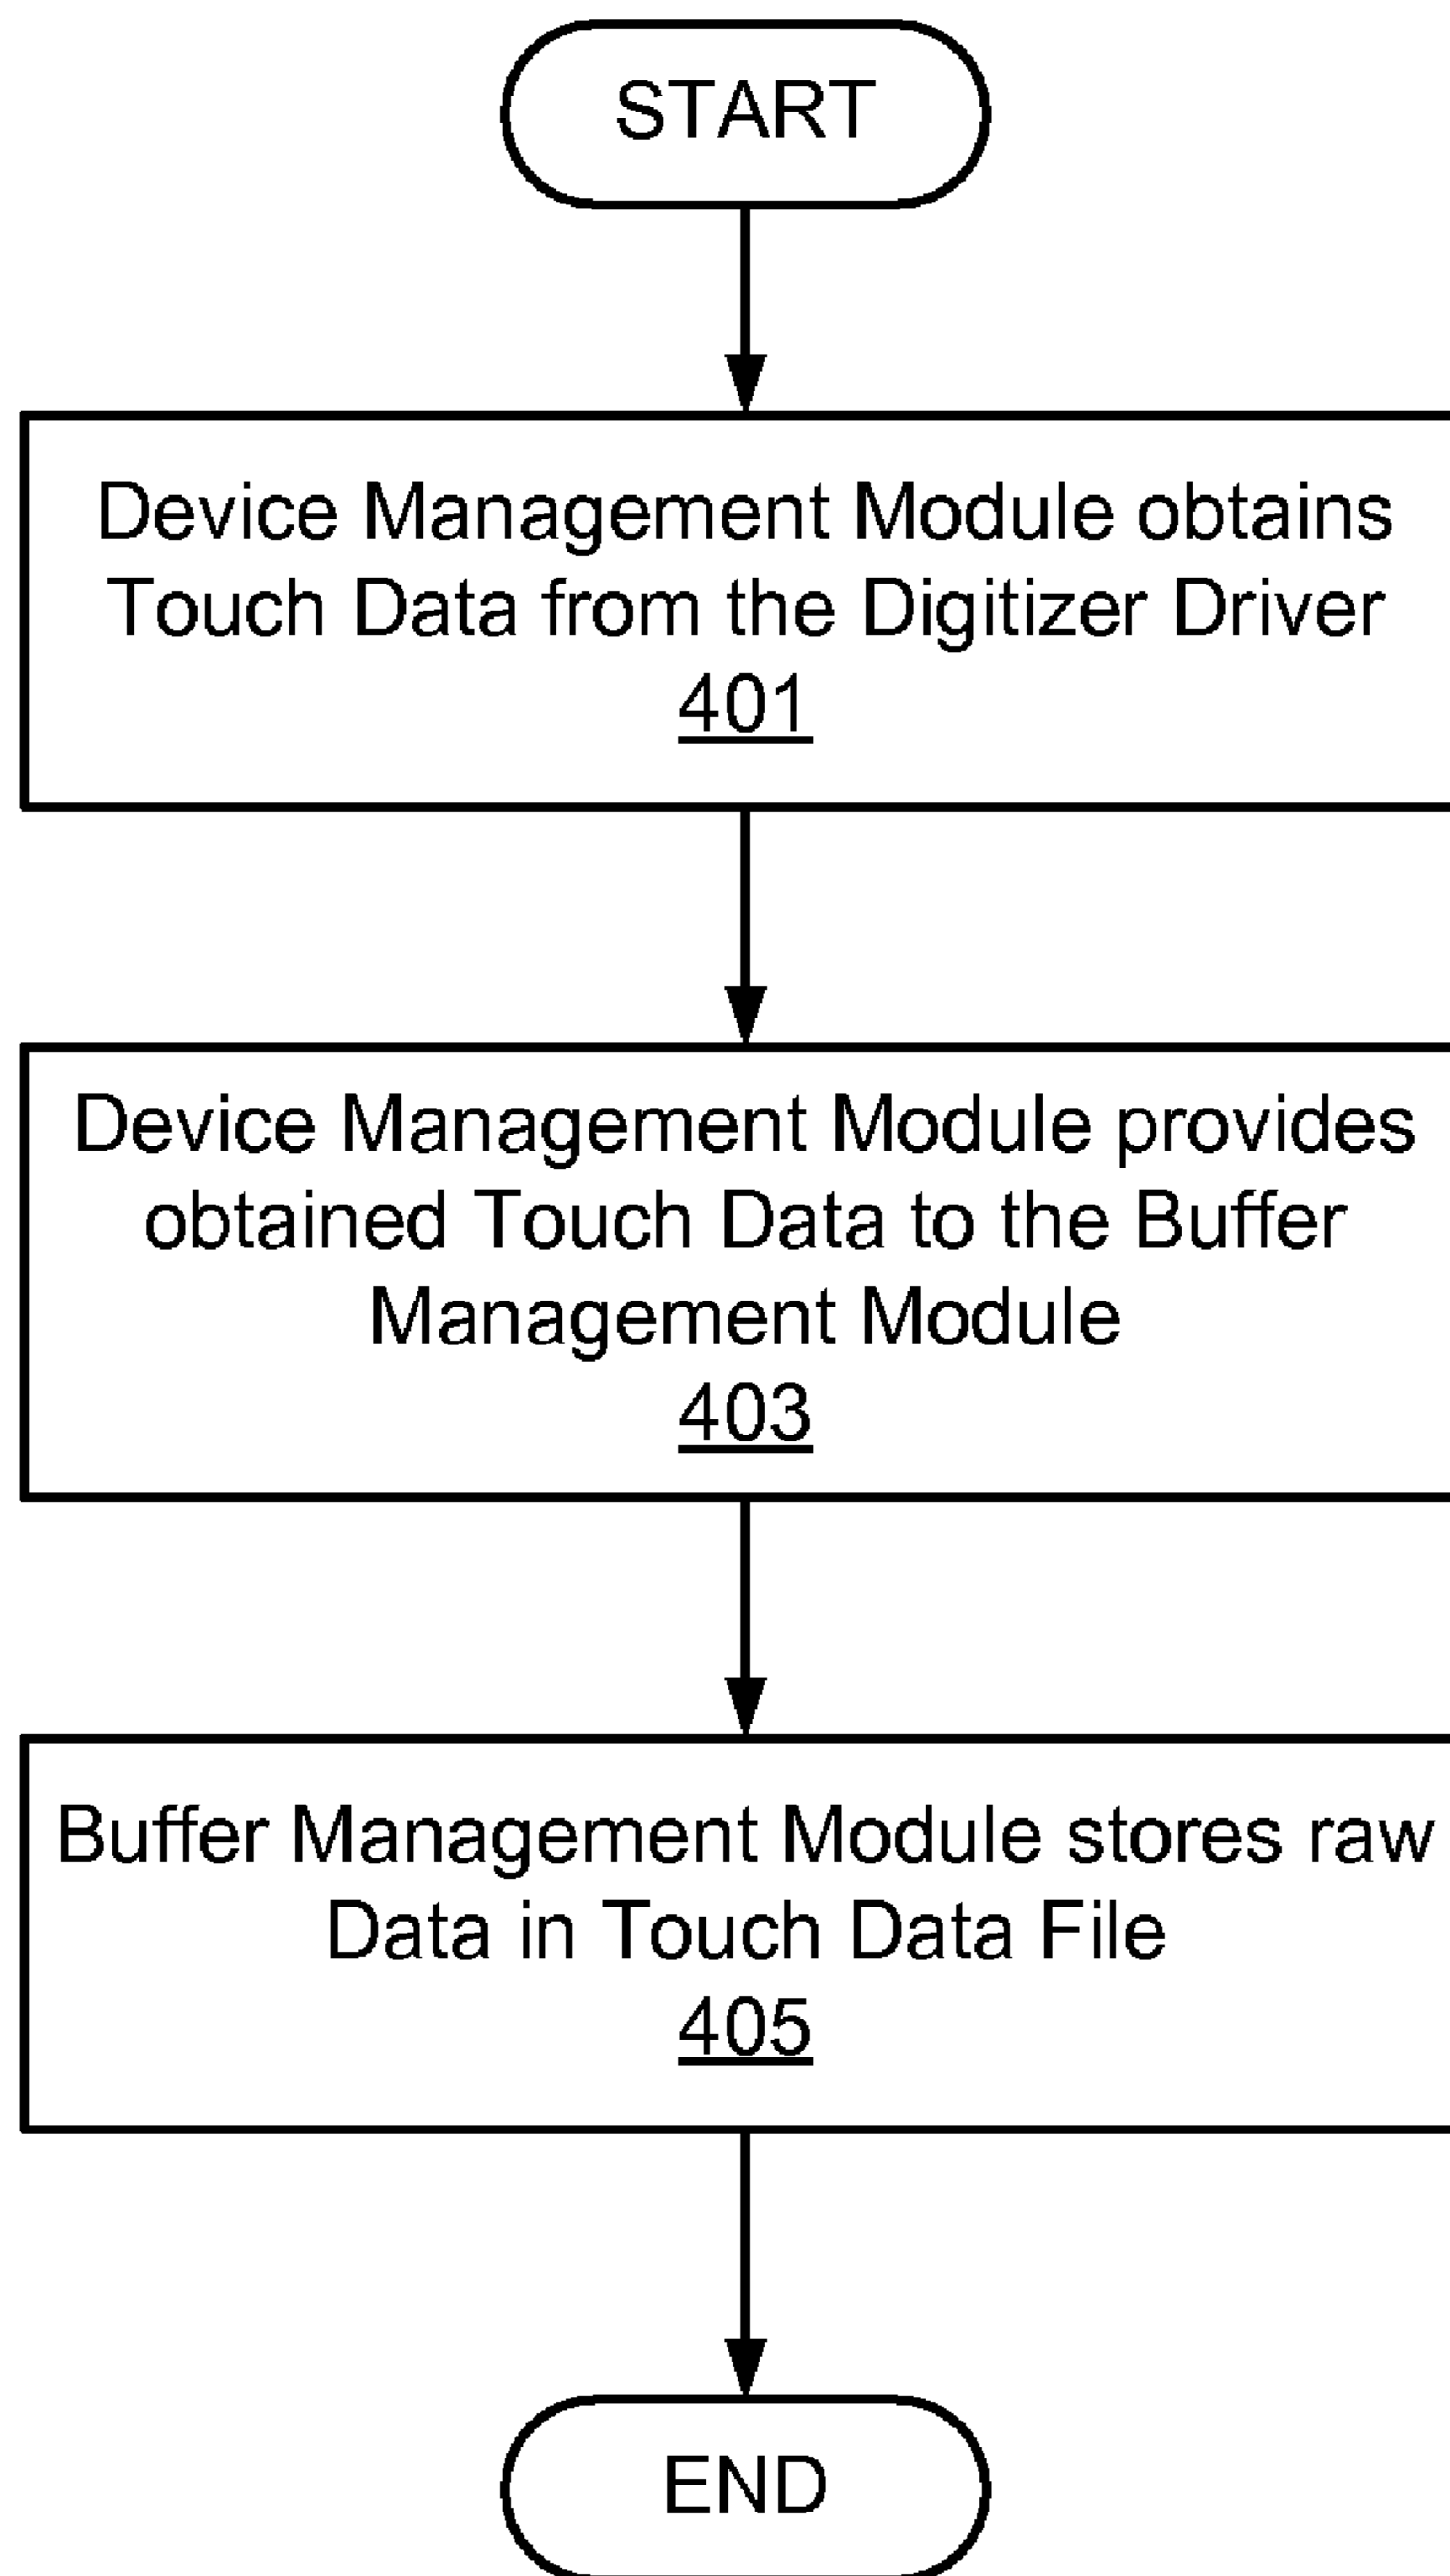 START
Device Management Module obtains
Touch Data from the Digitizer Driver
401
Device Management Module provides
obtained Touch Data to the Buffer
Management Module
403
Buffer Management Module stores raw
Data in Touch Data File
405
END